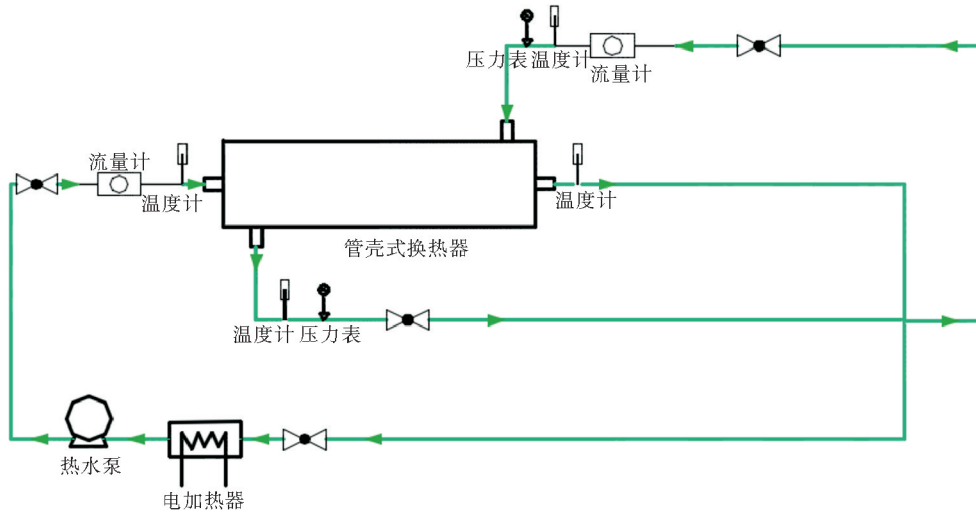 压力表
温度计
流量计
流量计
温度计
温度计
管壳式换热器
温度计
压力表
热水泵
电加热器